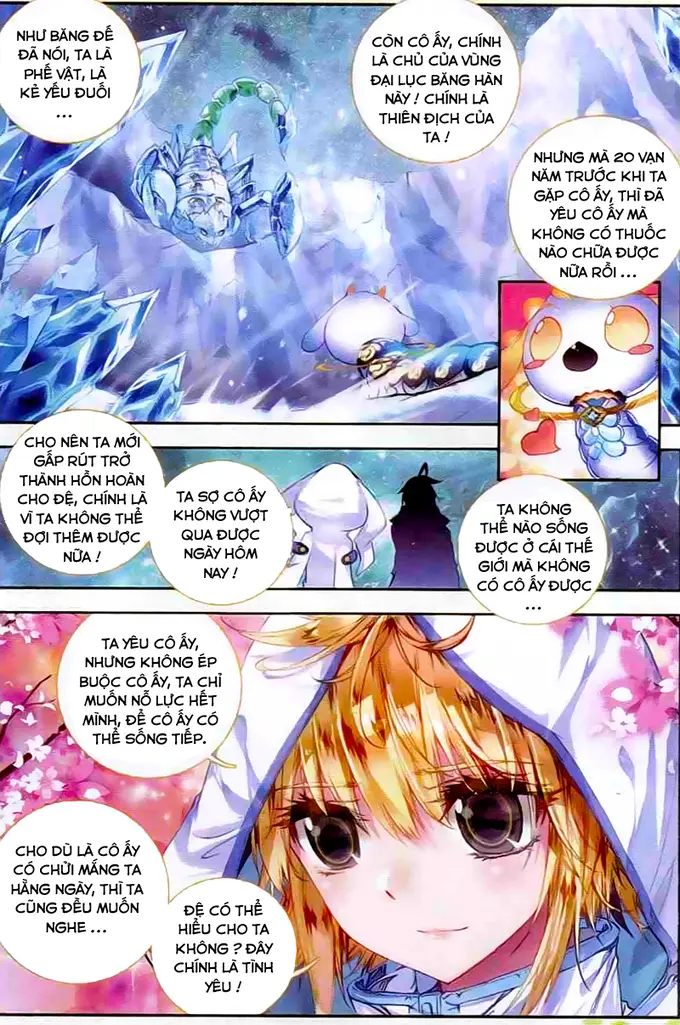 NHƯ BĂNG ĐẾ
ĐÃ NÓI, TA LÀ
PHẾ VẬT, LÀ
KẺ YẾU ĐUỐI
...
CÒN CÔ ẤY, CHÍNH
LÀ CHỦ CỦA VÙNG
ĐẠI LỤC BĂNG HÀN
NÀY ! CHÍNH LÀ
THIÊN ĐỊCH CỦA
TA !
NHƯNG MÀ 20 VẠN
NĂM TRƯỚC KHI TA
GẶP CÔ ẤY, THÌ ĐÃ
YÊU CÔ ẤY MÀ
KHÔNG CÓ THUỐC
NÀO CHỮA ĐƯỢC
NỮA RỒI ...
CHO NÊN TA MỚI
GẤP RÚT TRỞ
THÀNH HỒN HOÀN
CHO ĐỆ, CHÍNH LÀ
VÌ TA KHÔNG THỂ
ĐỢI THÊM ĐƯỢC
NỮA !
TA SỢ CÔ ẤY
KHÔNG VƯỢT
QUA ĐƯỢC
NGÀY HÔM
NAY !
TA KHÔNG
THỂ NÀO SỐNG
ĐƯỢC Ở CÁI THẾ
GIỚI MÀ KHÔNG
CÓ CÔ ẤY ĐƯỢC
...
TA YÊU CÔ ẤY,
NHƯNG KHÔNG ÉP
BUỘC CÔ ẤY, TA CHỈ
MUỐN NỖ LỰC HẾT
MÌNH, ĐỂ CÔ ẤY CÓ
THỂ SỐNG TIẾP.
CHO DÙ LÀ CÔ ẤY
CÓ CHỬI MẮNG TA
HẰNG NGÀY, THÌ TA
CŨNG ĐỀU MUỐN
NGHE ...
ĐỆ CÓ THỂ
HIỂU CHO TA
KHÔNG ? ĐÂY
CHÍNH LÀ TÌNH
YÊU !